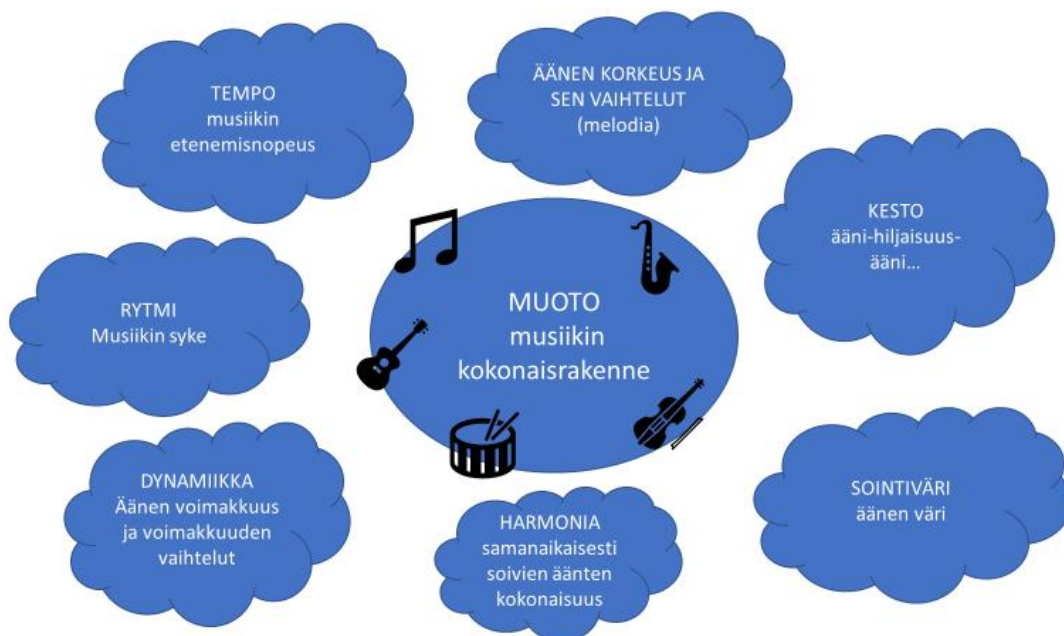 TEMPO
musiikin
etenemisnopeus
ÄÄNEN KORKEUS JA
SEN VAIHTELUT
(melodia)
KESTO
ääni-hiljaisuus-
ääni...
RYTMI
Musiikin syke
MUOTO
musiikin
kokonaisrakenne
DYNAMIIKKA
Äänen voimakkuus
ja voimakkuuden
vaihtelut
HARMONIA
samanaikaisesti
soivien äänten
kokonaisuus
SOINTIVÄRI
äänen väri